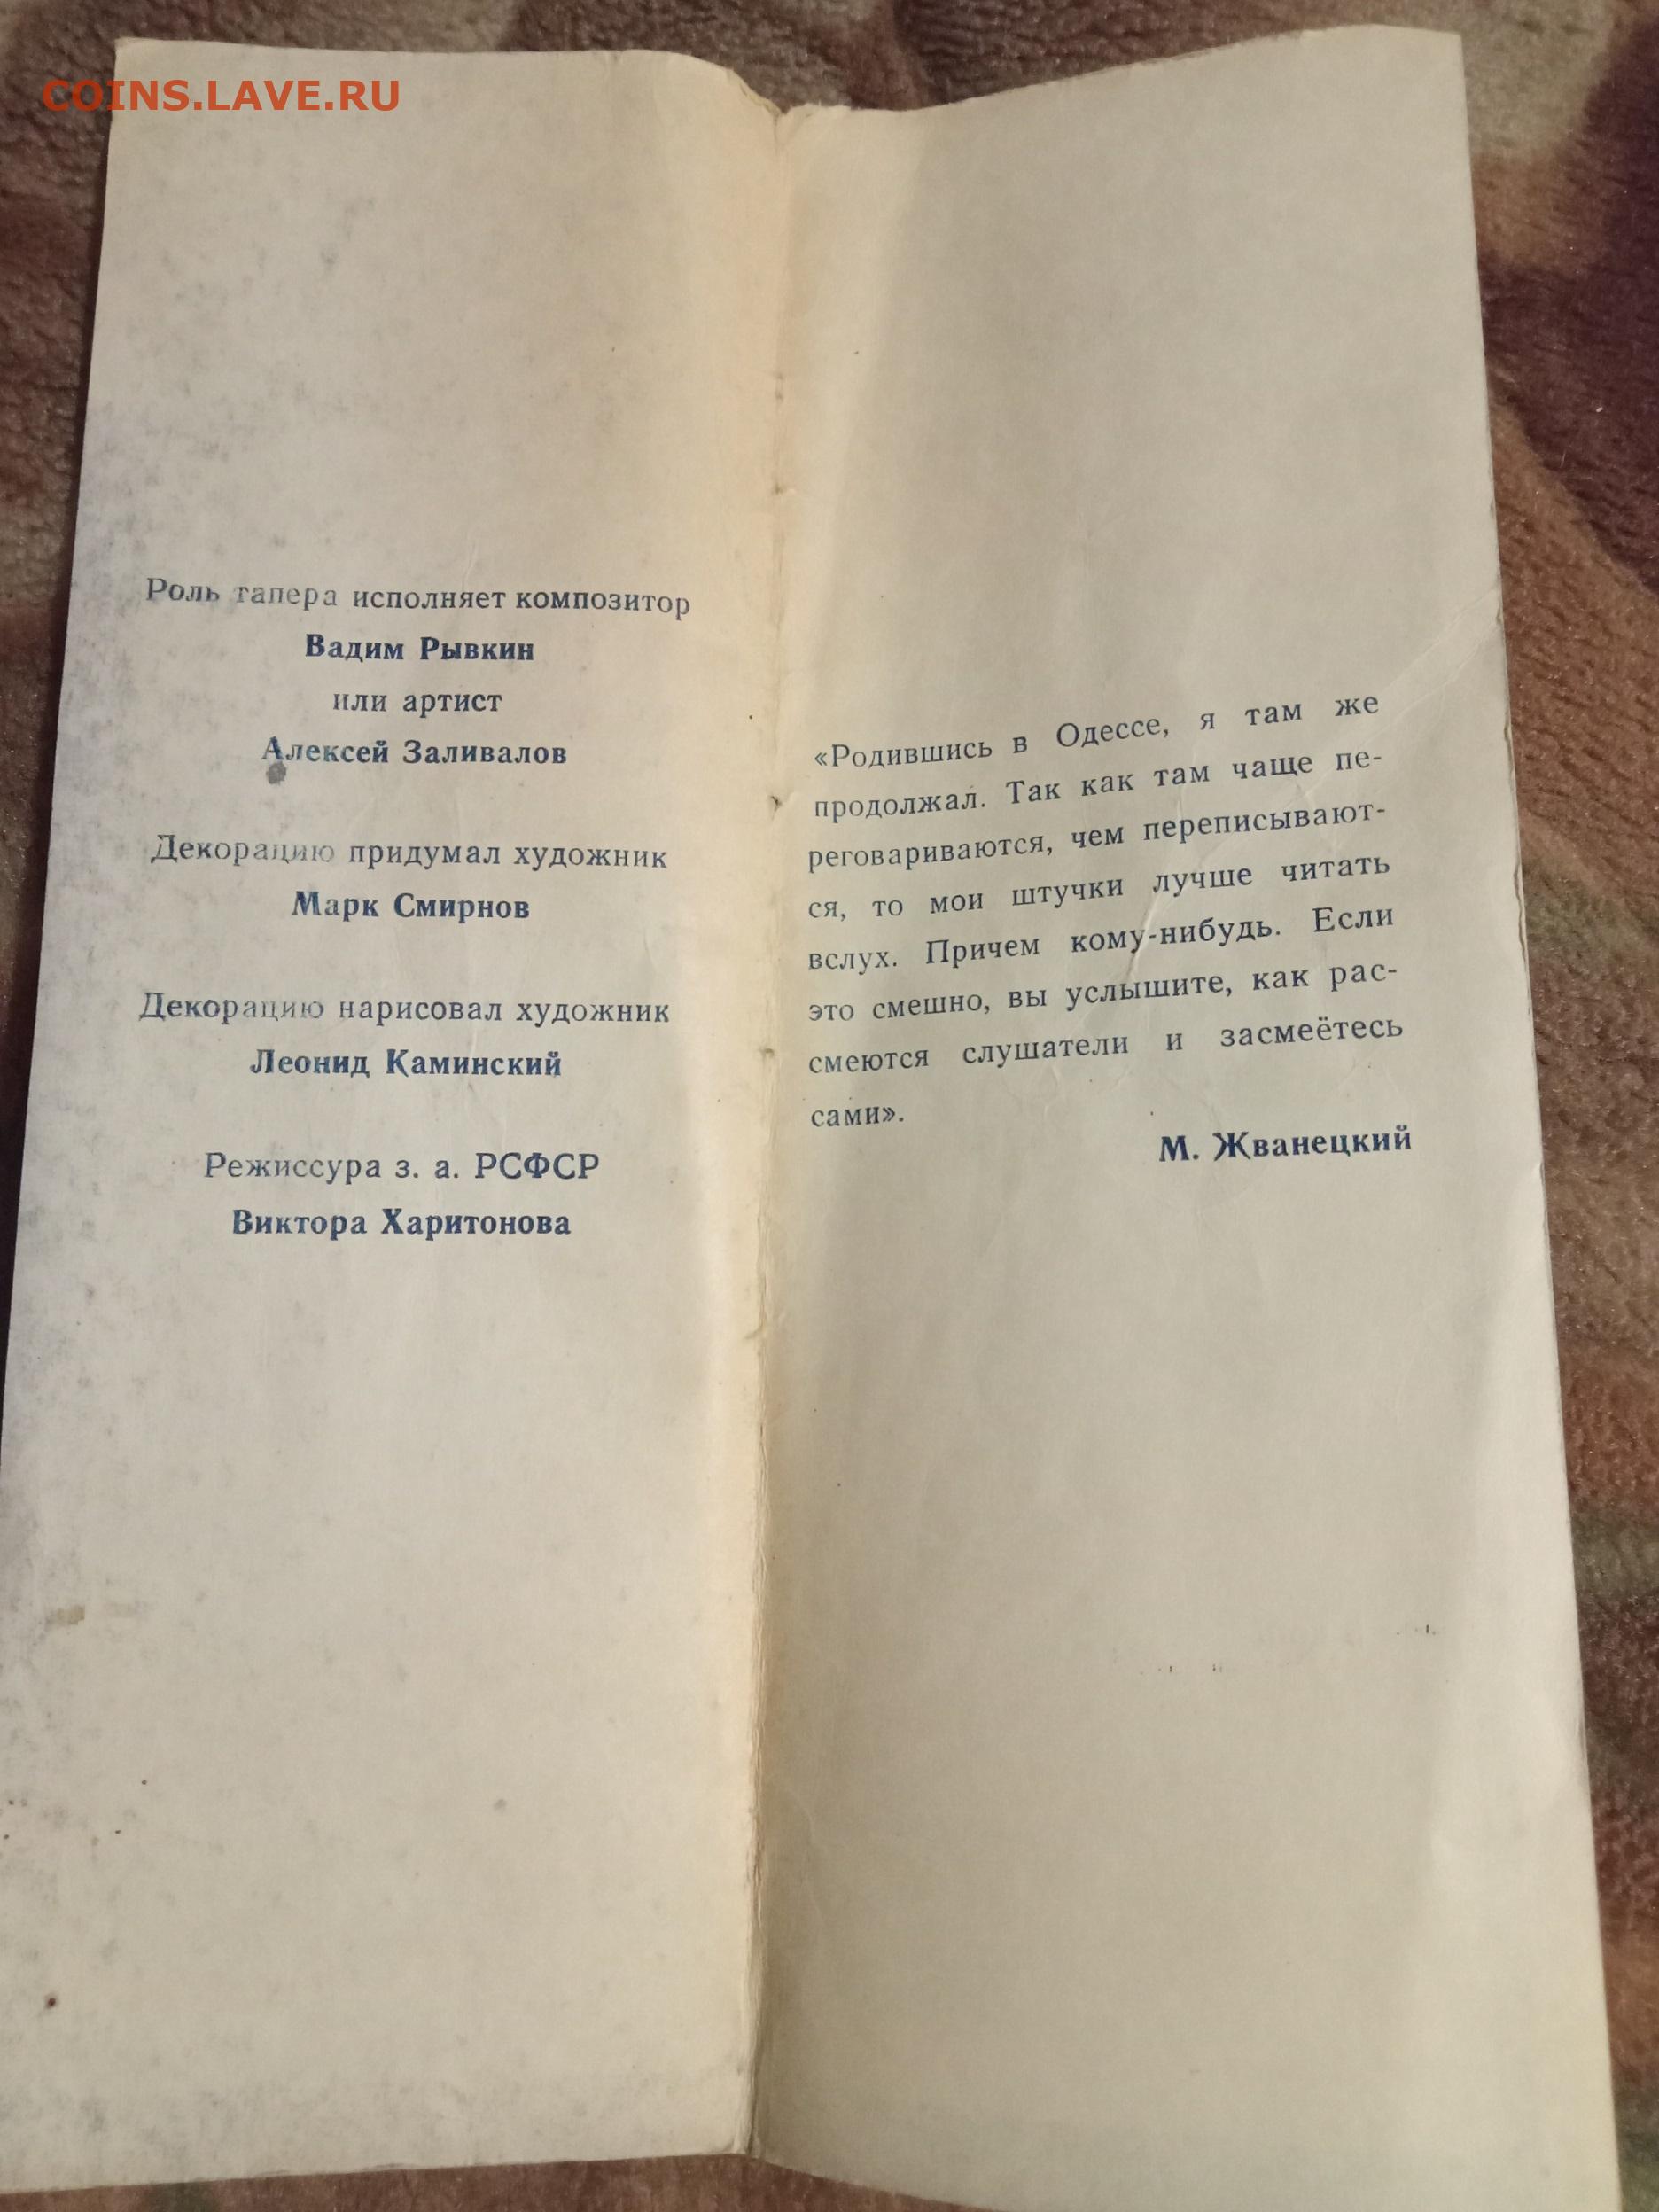 COINS.LAVE.RU
Роль тапера исполняет композитор
Вадим Рывкин
или артист
Алексей Заливалов
Декорацию придумал художник
Марк Смирнов
Декорацию нарисовал художник
Леонид Каминский
Режиссура з. а. РСФСР
Виктора Харитонова
«Родившись в Одессе, я там же
продолжал. Так как там чаще пе-
реговариваются, чем переписывают-
ся, то мои штучки лучше читать
вслух. Причем кому-нибудь. Если
это смешно, вы услышите, как рас-
смеются слушатели и засмеётесь
сами».
М. Жванецкий